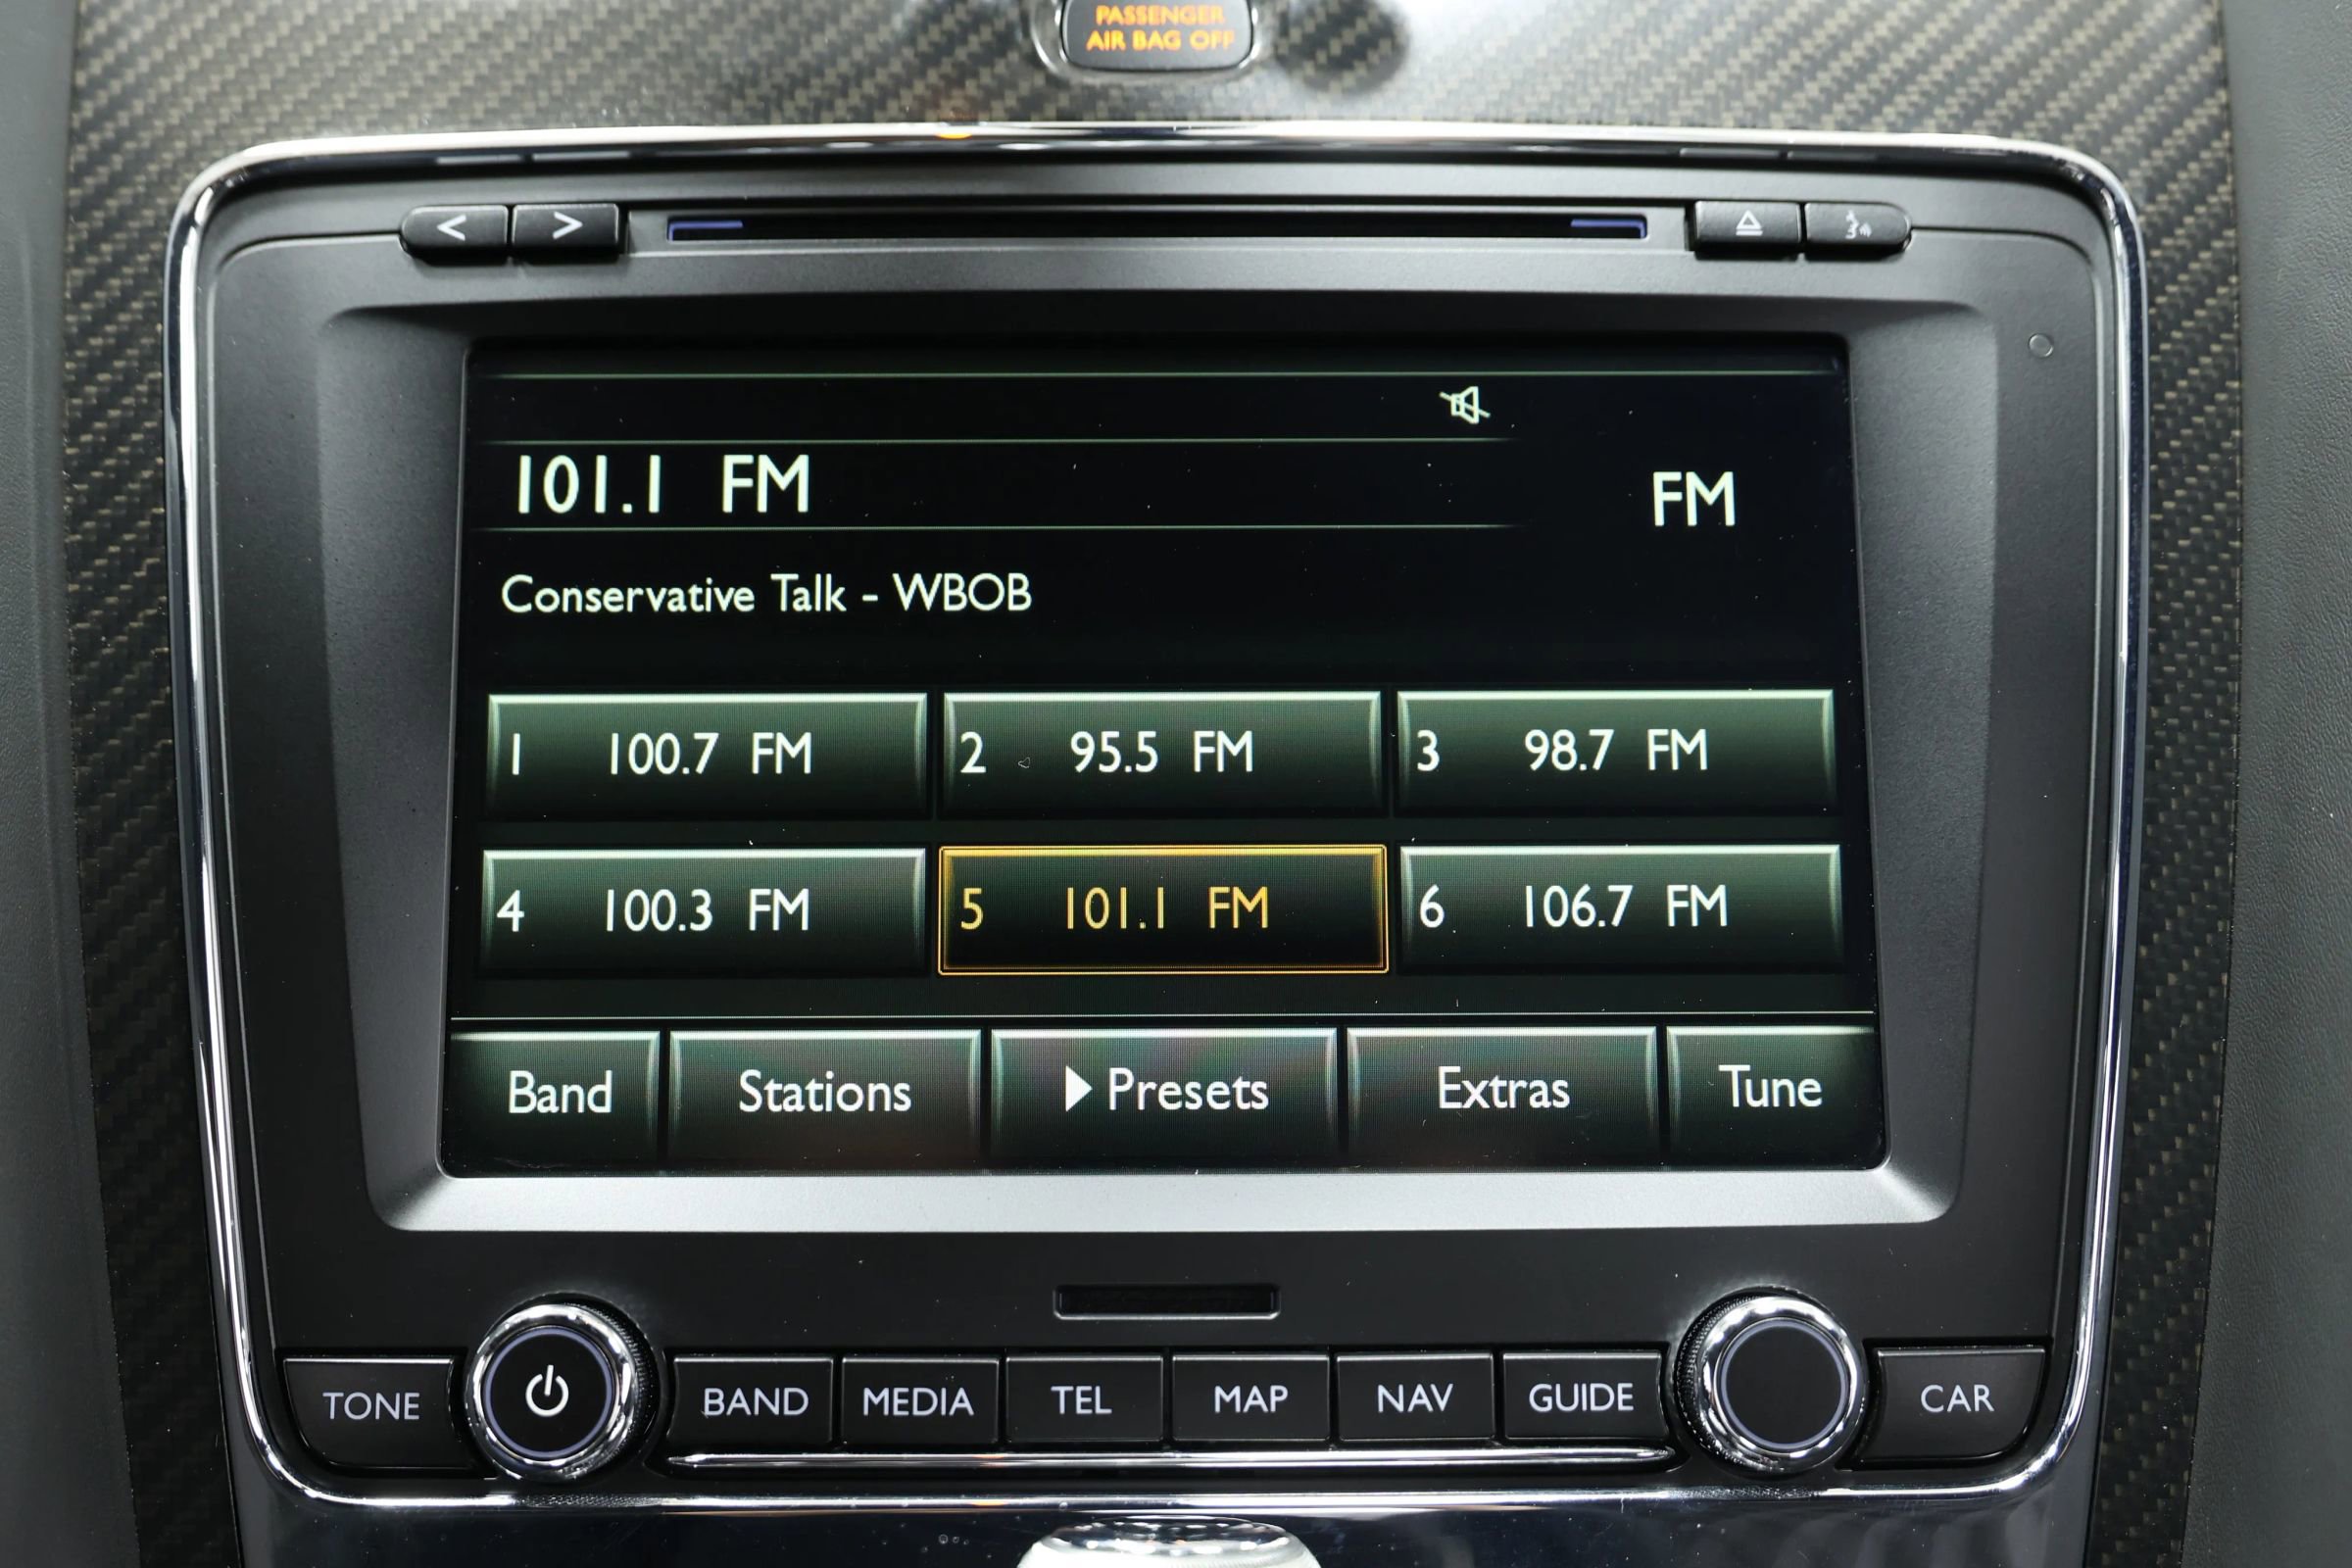 PASSENGER
AIR BAG OFF
< >
101.1 FM
FM
Conservative Talk - WBOB
1 100.7 FM
2 95.5 FM
3 98.7 FM
4 100.3 FM
5 101.1 FM
6 106.7 FM
Band
Stations
Presets
Extras
Tune
TONE
BAND
MEDIA
TEL
MAP
NAV
GUIDE
CAR